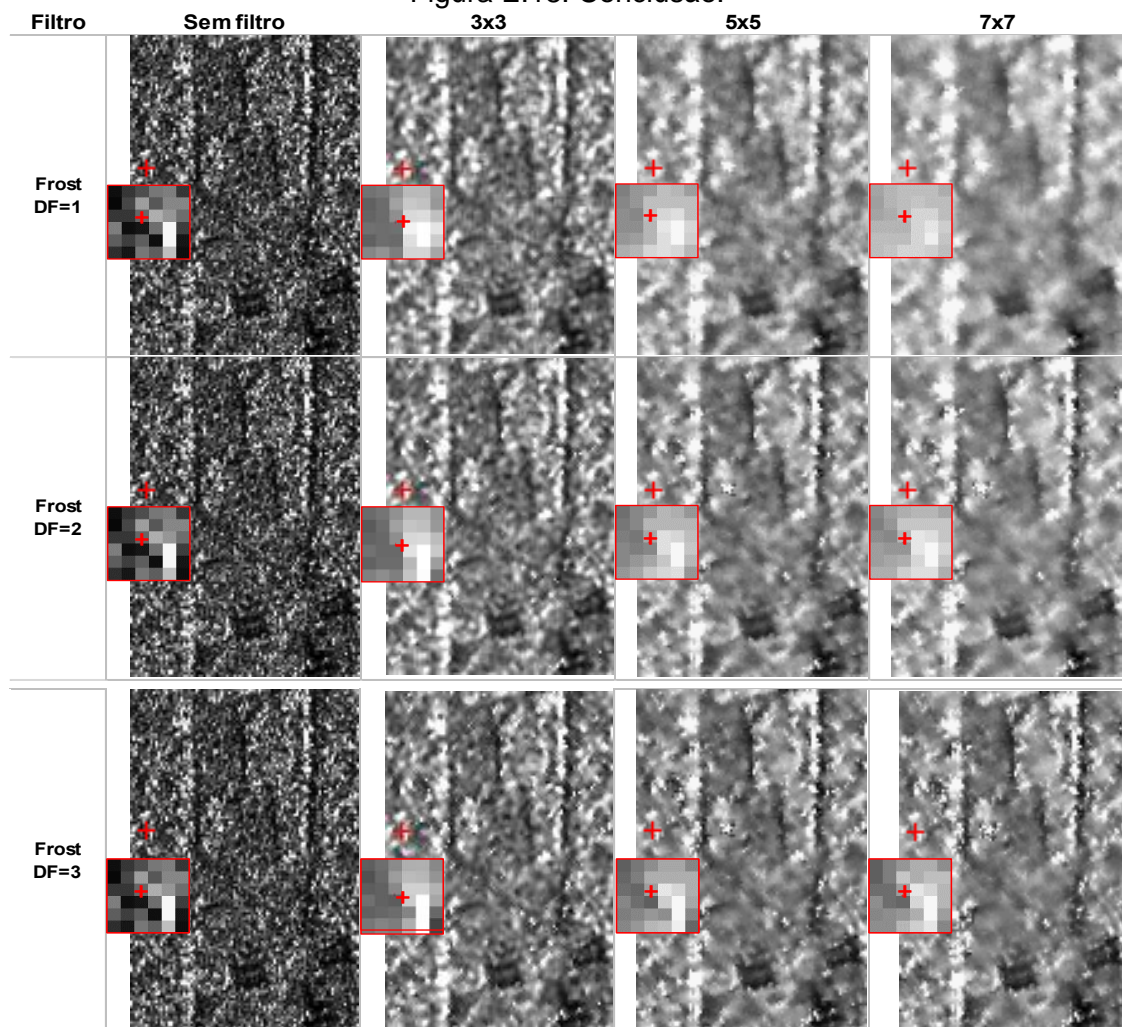 Filtro Sem filtro 3x3 5x5 7x7
Frost
DF=1
Frost
DF=2
Frost
DF=3